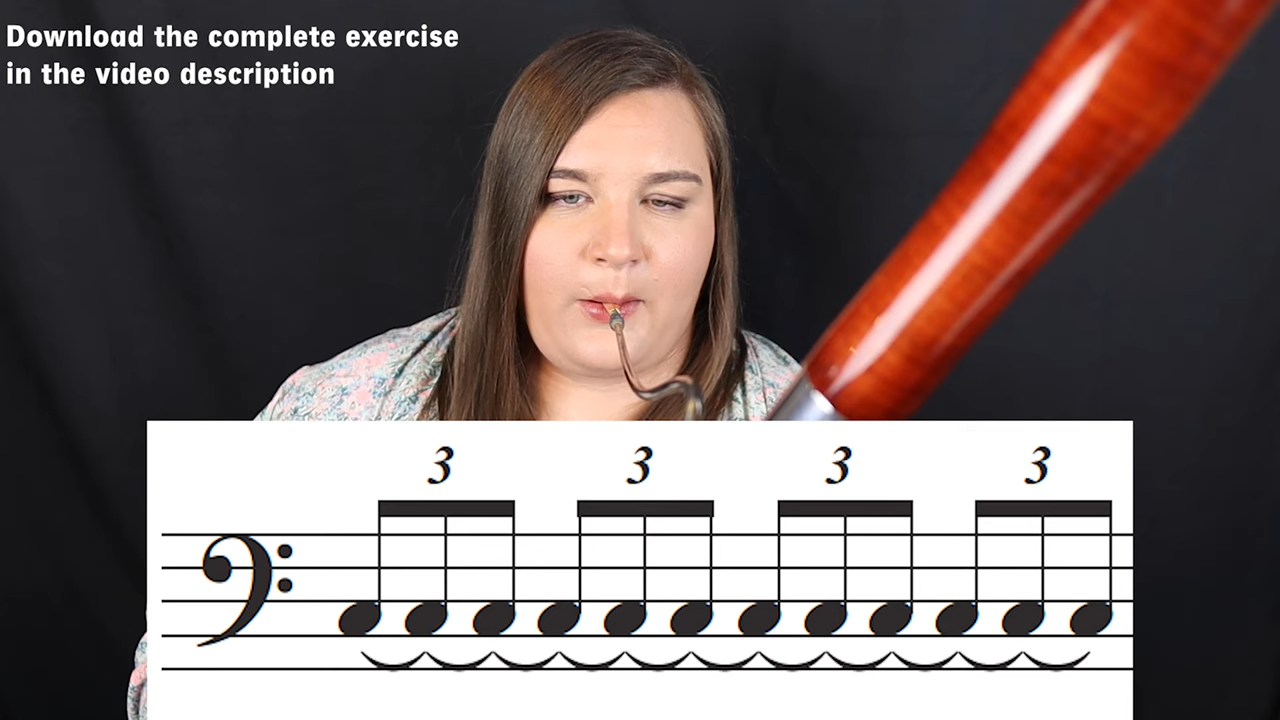 Download the complete exercise
in the video description
3 3 3 3